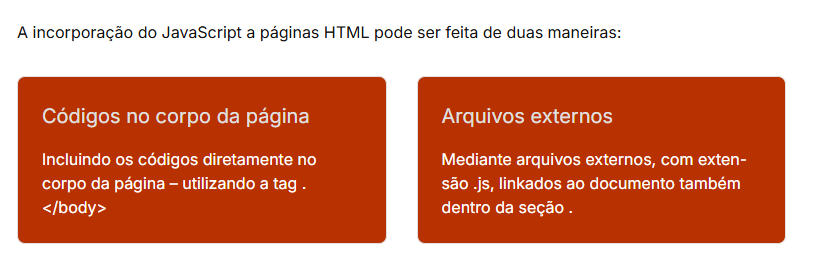 A incorporação do JavaScript a páginas HTML pode ser feita de duas maneiras:
Códigos no corpo da página
Incluindo os códigos diretamente no
corpo da página – utilizando a tag .
</body>
Arquivos externos
Mediante arquivos externos, com exten-
são .js, linkados ao documento também
dentro da seção .